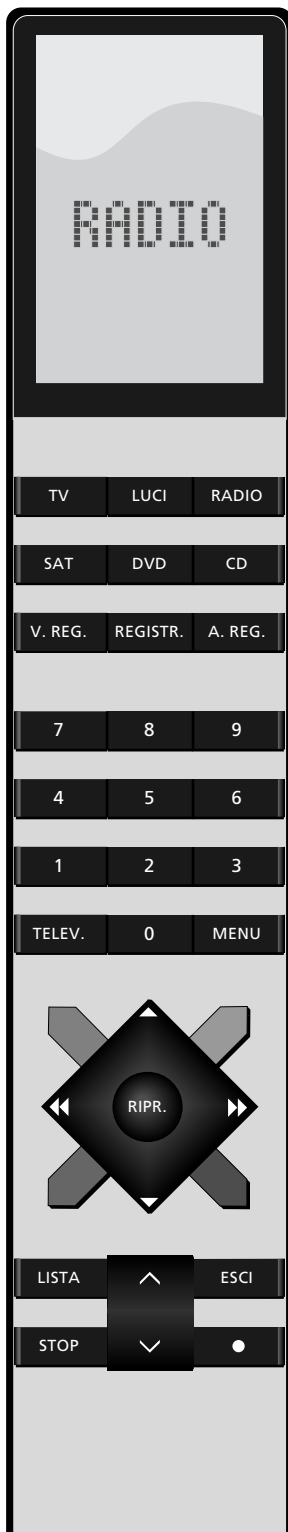 RADIO
TV LUCI RADIO
SAT DVD CD
V. REG. REGISTR. A. REG.
7 8 9
4 5 6
1 2 3
TELEV. 0 MENU
RIPR.
LISTA ESCI
STOP